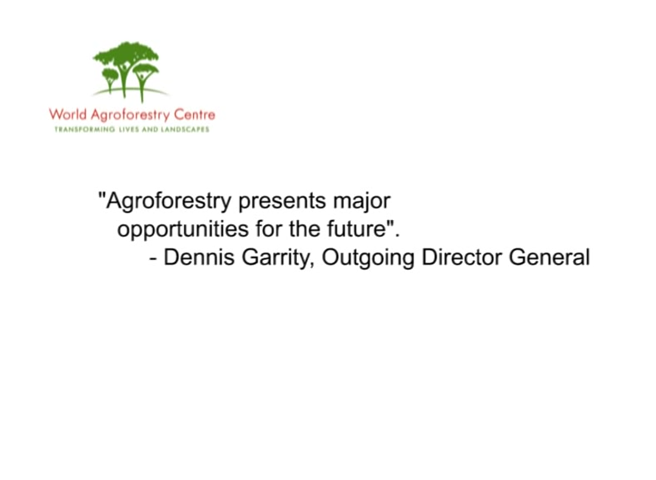 World Agroforestry Centre
TRANSFORMING LIVES AND LANDSCAPES
"Agroforestry presents major
opportunities for the future".
- Dennis Garrity, Outgoing Director General